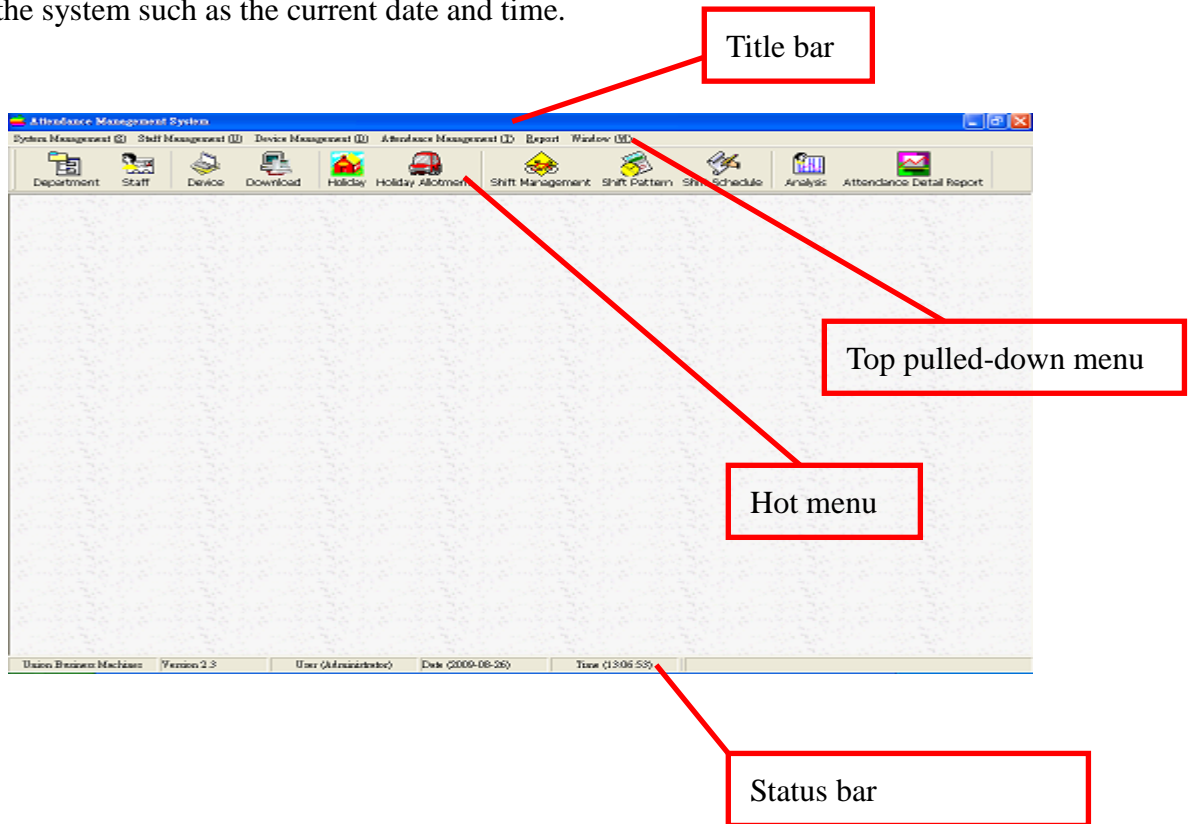 the system such as the current date and time.
Title bar
Attendance Management System
System Management (S) Staff Management (U) Device Management (D) Attendance Management (T) Report Window (W)
Department Staff Device Download Holiday Holiday Allotment Shift Management Shift Pattern Shift Schedule Analysis Attendance Detail Report
Top pulled-down menu
Hot menu
Union Business Machines Version 2.3 User (Administrator) Date (2009-08-26) Time (13:06:53)
Status bar